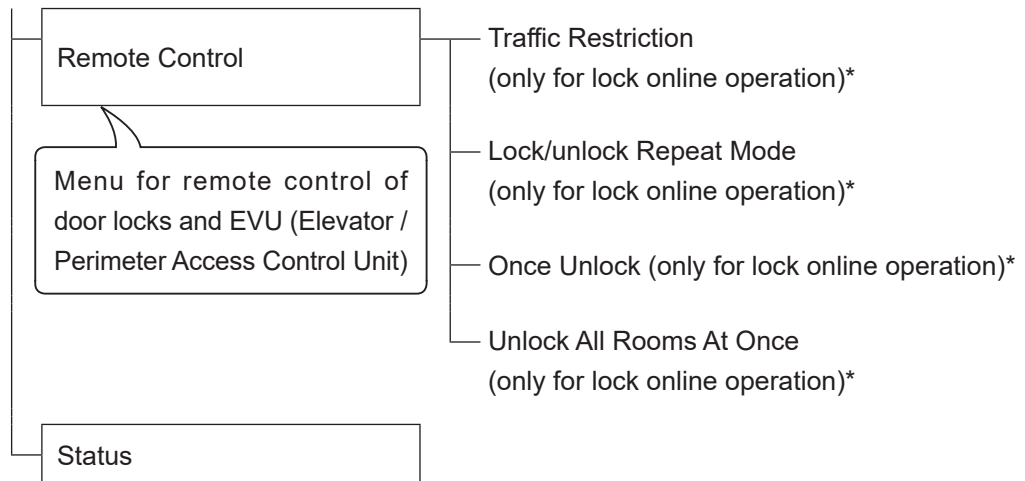 Remote Control
Traffic Restriction
(only for lock online operation)*
Menu for remote control of
door locks and EVU (Elevator /
Perimeter Access Control Unit)
Lock/unlock Repeat Mode
(only for lock online operation)*
Once Unlock (only for lock online operation)*
Unlock All Rooms At Once
(only for lock online operation)*
Status